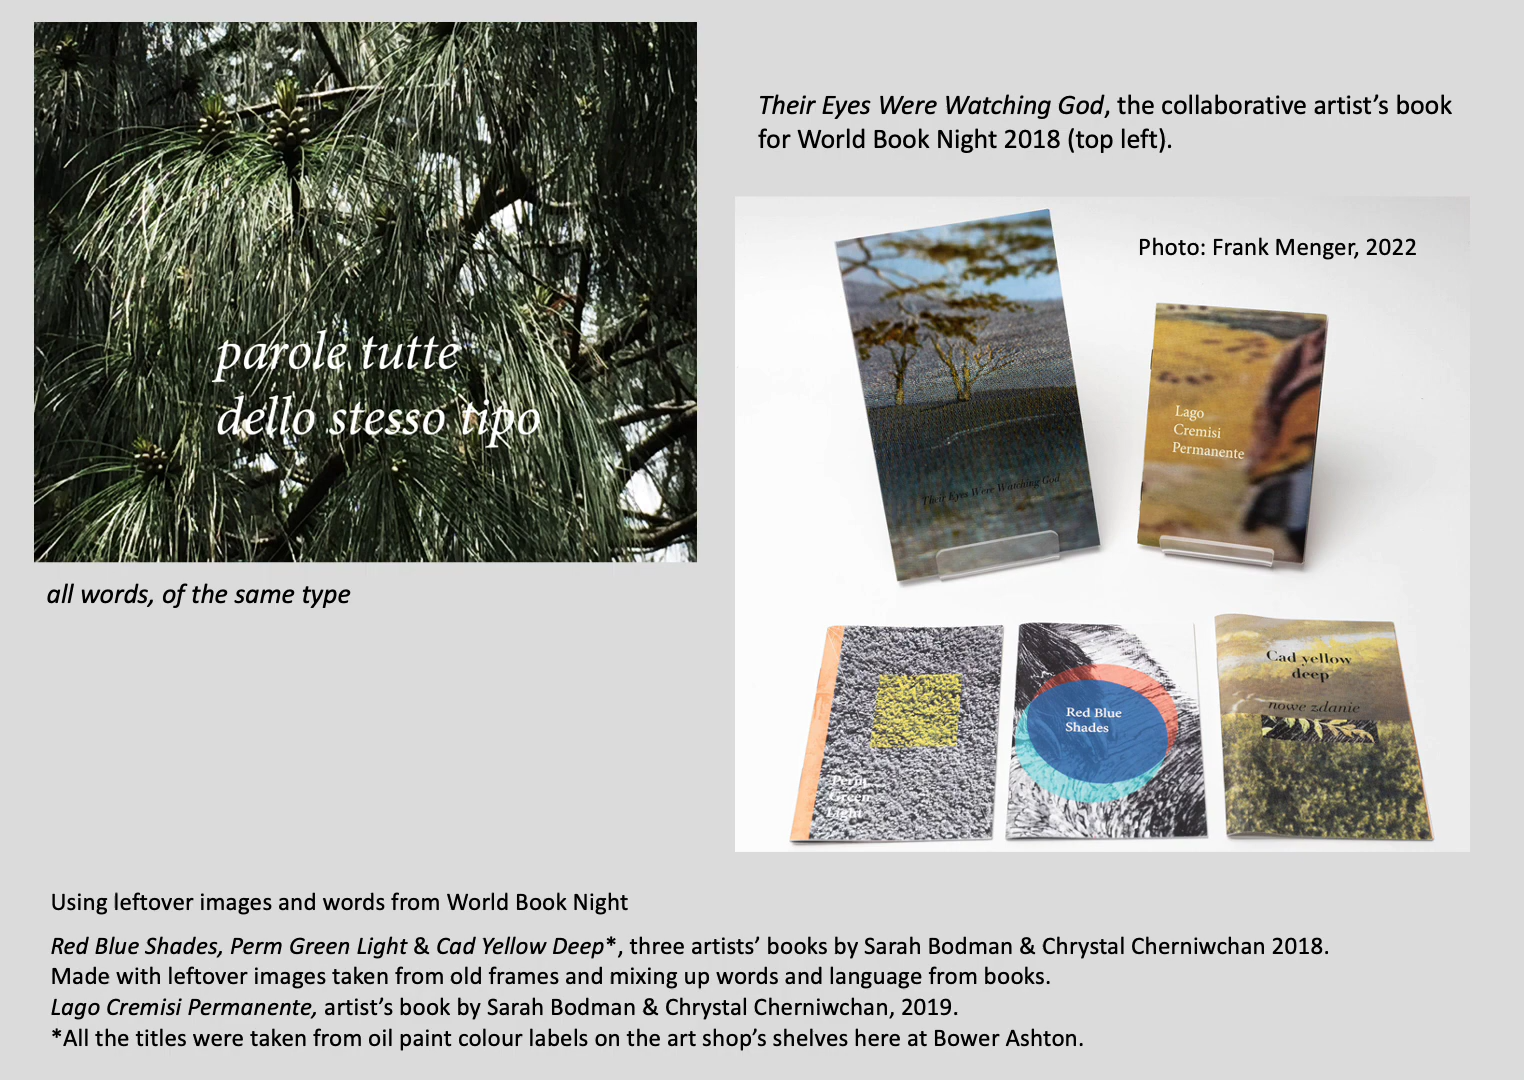 parole tutte
dello stesso tipo
all words, of the same type
Their Eyes Were Watching God, the collaborative artist’s book
for World Book Night 2018 (top left).
Photo: Frank Menger, 2022
Their Eyes Were Watching God
Lago
Cremisi
Permanente
Perm
Green
Light
Red Blue
Shades
Cad yellow
deep
nowe zdanie
Using leftover images and words from World Book Night
Red Blue Shades, Perm Green Light & Cad Yellow Deep*, three artists’ books by Sarah Bodman & Chrystal Cherniwchan 2018.
Made with leftover images taken from old frames and mixing up words and language from books.
Lago Cremisi Permanente, artist’s book by Sarah Bodman & Chrystal Cherniwchan, 2019.
*All the titles were taken from oil paint colour labels on the art shop’s shelves here at Bower Ashton.